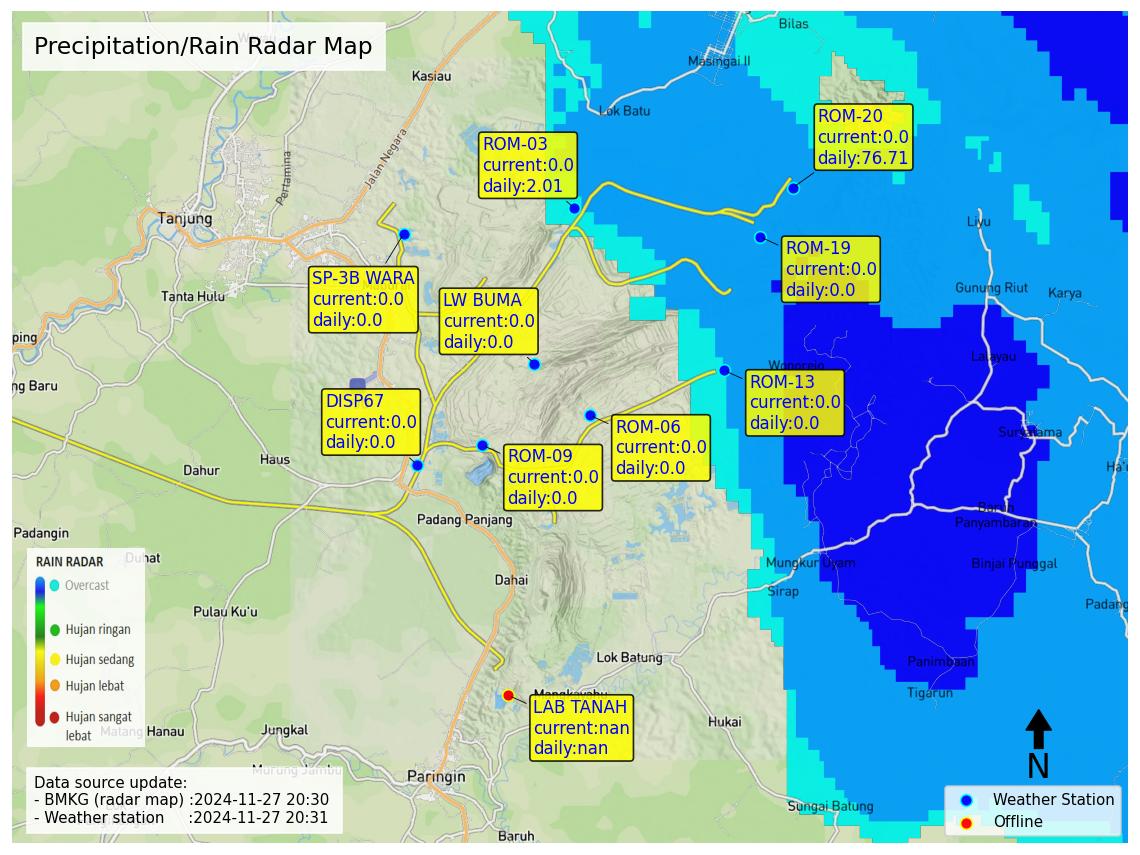 Precipitation/Rain Radar Map
Bilas
Masingai II
Kasiau
Lok Batu
ROM-20
current:0.0
daily:76.71
ROM-03
current:0.0
daily:2.01
Jalan Negara
Pertamina
Tanjung
Liyu
ROM-19
current:0.0
daily:0.0
SP-3B WARA
current:0.0
daily:0.0
Tanta Hulu
LW BUMA
current:0.0
daily:0.0
Gunung Riut
Karya
ping
Lalayau
Wonorejo
ng Baru
ROM-13
current:0.0
daily:0.0
DISP67
current:0.0
daily:0.0
ROM-06
current:0.0
daily:0.0
Haus
Dahur
ROM-09
current:0.0
daily:0.0
Ha'u
Padang Panjang
Panyambaran
Padangin
Duhat
Mungkur Uyam
Binjai Punggal
RAIN RADAR
Overcast
Hujan ringan
Hujan sedang
Hujan lebat
Hujan sangat
lebat
Dahai
Sirap
Pulau Ku'u
Padang
Lok Batung
Panimbaan
Tigarun
LAB TANAH
current:nan
daily:nan
Hukai
Matang Hanau
Jungkal
Murung Jambu
Paringin
N
Data source update:
- BMKG (radar map) :2024-11-27 20:30
- Weather station :2024-11-27 20:31
Sungai Batung
Baruh
Weather Station
Offline